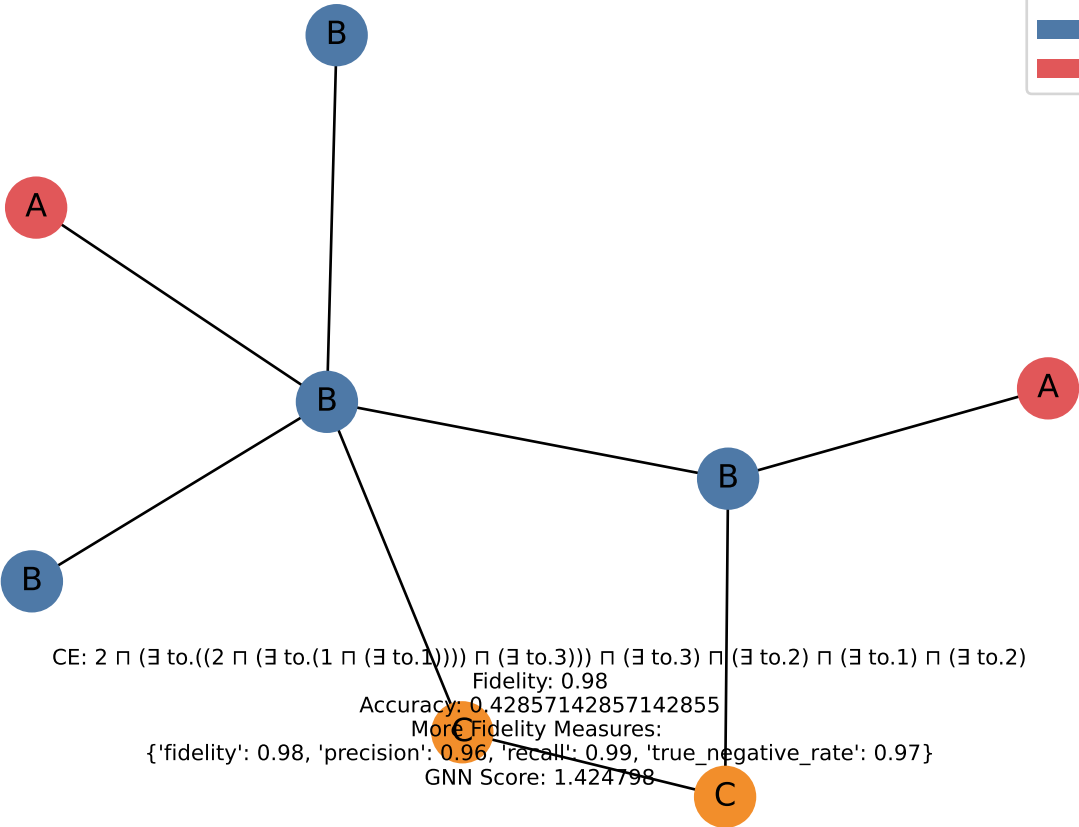 B
A
B
A
B
B
CE: 2 ⊓ (∃ to.((2 ⊓ (∃ to.(1 ⊓ (∃ to.1)))) ⊓ (∃ to.3))) ⊓ (∃ to.3) ⊓ (∃ to.2) ⊓ (∃ to.1) ⊓ (∃ to.2)
Fidelity: 0.98
Accuracy: 0.42857142857142855
More Fidelity Measures:
C
{'fidelity': 0.98, 'precision': 0.96, 'recall': 0.99, 'true_negative_rate': 0.97}
GNN Score: 1.424798
C